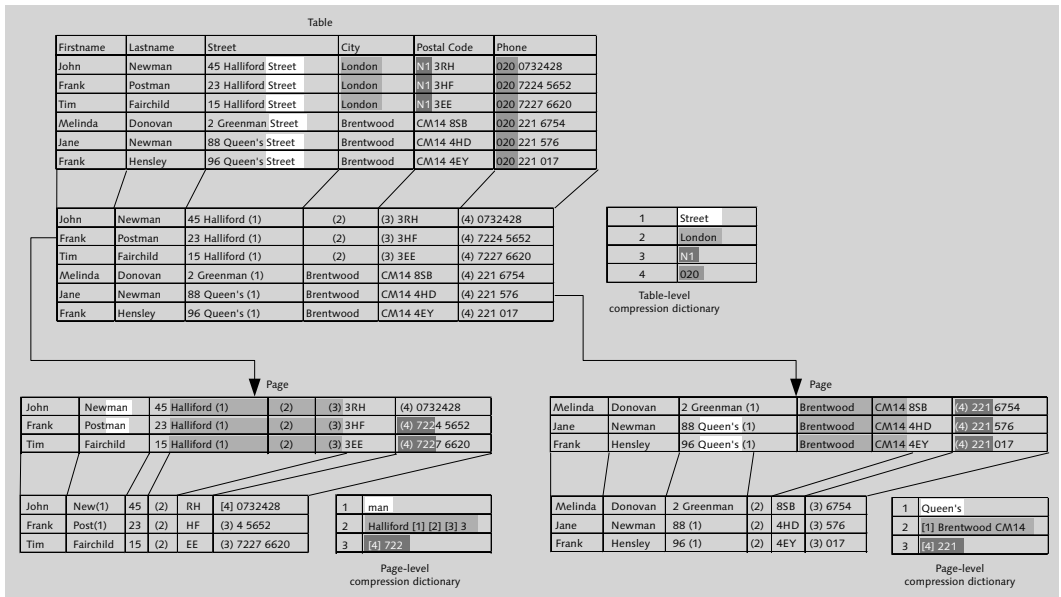 Table
Firstname Lastname Street City Postal Code Phone
John Newman 45 Halliford Street London N1 3RH 020 0732428
Frank Postman 23 Halliford Street London N1 3HF 020 7224 5652
Tim Fairchild 15 Halliford Street London N1 3EE 020 7227 6620
Melinda Donovan 2 Greenman Street Brentwood CM14 8SB 020 221 6754
Jane Newman 88 Queen's Street Brentwood CM14 4HD 020 221 576
Frank Hensley 96 Queen's Street Brentwood CM14 4EY 020 221 017
John Newman 45 Halliford (1) (2) (3) 3RH (4) 0732428
Frank Postman 23 Halliford (1) (2) (3) 3HF (4) 7224 5652
Tim Fairchild 15 Halliford (1) (2) (3) 3EE (4) 7227 6620
Melinda Donovan 2 Greenman (1) Brentwood CM14 8SB (4) 221 6754
Jane Newman 88 Queen's (1) Brentwood CM14 4HD (4) 221 576
Frank Hensley 96 Queen's (1) Brentwood CM14 4EY (4) 221 017
1 Street
2 London
3 N1
4 020
Table-level
compression dictionary
Page
John Newman 45 Halliford (1) (2) (3) 3RH (4) 0732428
Frank Postman 23 Halliford (1) (2) (3) 3HF (4) 7224 5652
Tim Fairchild 15 Halliford (1) (2) (3) 3EE (4) 7227 6620
John New(1) 45 (2) RH [4] 0732428
Frank Post(1) 23 (2) HF (3) 4 5652
Tim Fairchild 15 (2) EE (3) 7227 6620
1 man
2 Halliford [1] [2] [3] 3
3 [4] 722
Page-level
compression dictionary
Page
Melinda Donovan 2 Greenman (1) Brentwood CM14 8SB (4) 221 6754
Jane Newman 88 Queen's (1) Brentwood CM14 4HD (4) 221 576
Frank Hensley 96 Queen's (1) Brentwood CM14 4EY (4) 221 017
Melinda Donovan 2 Greenman (2) 8SB (3) 6754
Jane Newman 88 (1) (2) 4HD (3) 576
Frank Hensley 96 (1) (2) 4EY (3) 017
1 Queen's
2 [1] Brentwood CM14
3 [4] 221
Page-level
compression dictionary